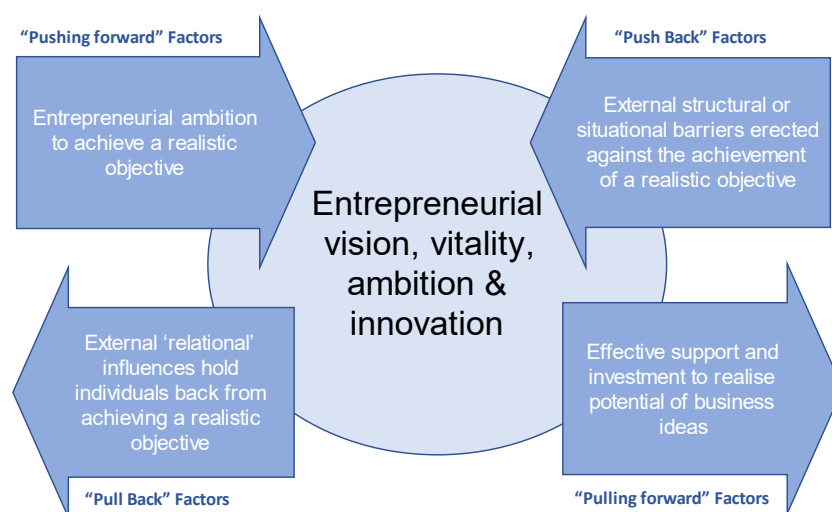 “Pushing forward” Factors
“Push Back” Factors
Entrepreneurial ambition
to achieve a realistic
objective
External structural or
situational barriers erected
against the achievement
of a realistic objective
Entrepreneurial
vision, vitality,
ambition &
innovation
External ‘relational’
influences hold
individuals back from
achieving a realistic
objective
Effective support and
investment to realise
potential of business
ideas
“Pull Back” Factors
“Pulling forward” Factors